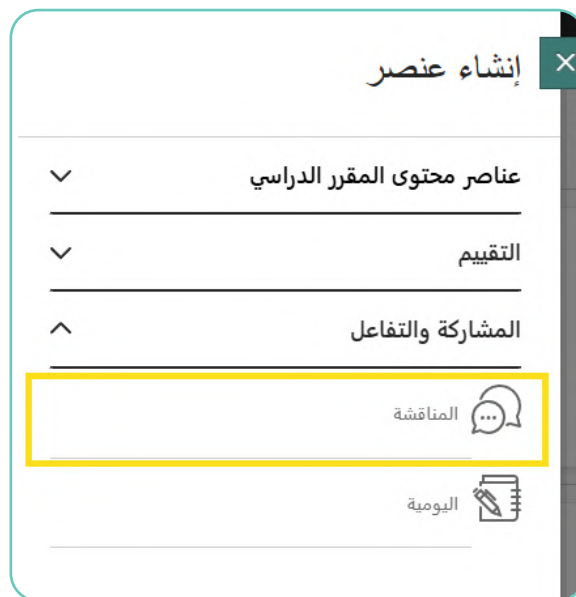 إنشاء عنصر
عناصر محتوى المقرر الدراسي
التقييم
المشاركة والتفاعل
المناقشة
اليومية